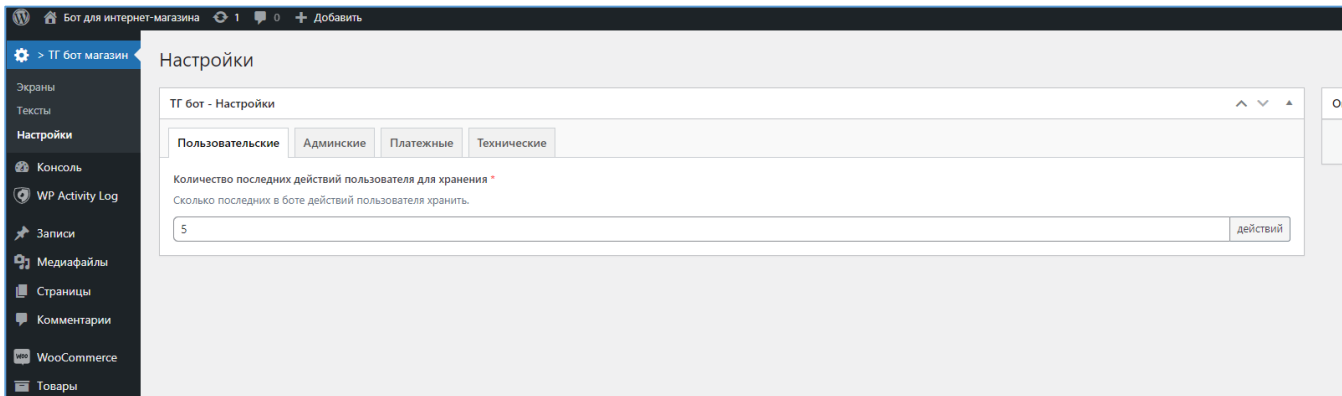 Бот для интернет-магазина 1 0 + Добавить
> ТГ бот магазин
Экраны
Тексты
Настройки
Консоль
WP Activity Log
Записи
Медиафайлы
Страницы
Комментарии
WooCommerce
Товары
Настройки
ТГ бот - Настройки
Пользовательские Админские Платежные Технические
Количество последних действий пользователя для хранения *
Сколько последних в боте действий пользователя хранить.
5 действий